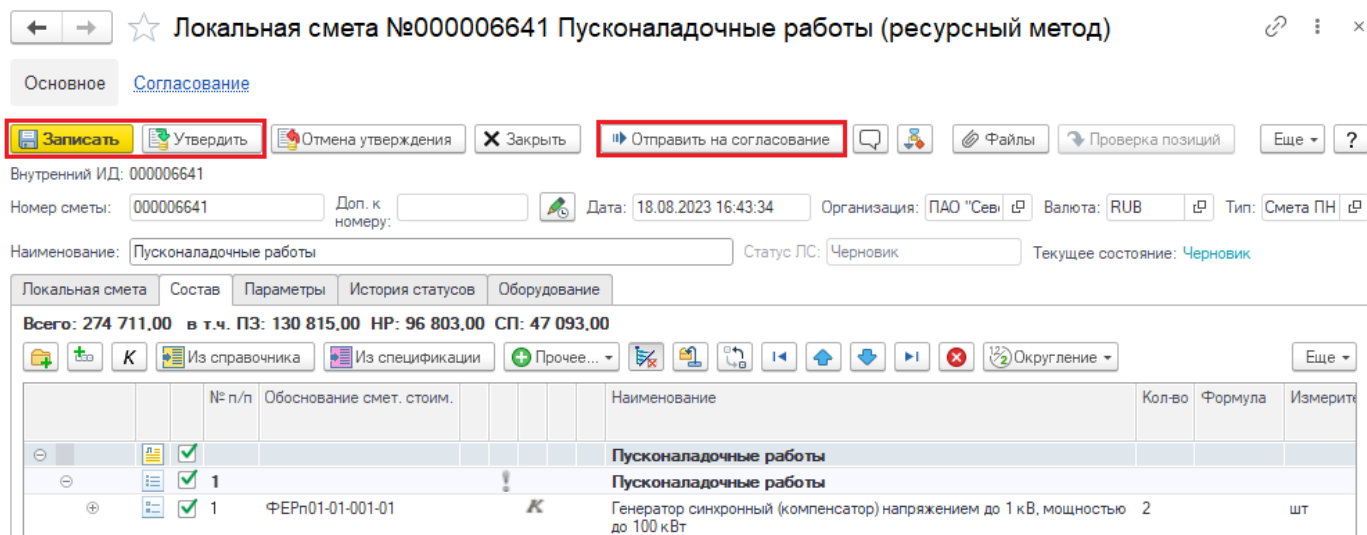 Локальная смета №000006641 Пусконаладочные работы (ресурсный метод)
Основное Согласование
Записать Утвердить Отмена утверждения Закрыть Отправить на согласование Файлы Проверка позиций Еще ?
Внутренний ИД: 000006641
Номер сметы: 000006641 Доп. к номеру: Дата: 18.08.2023 16:43:34 Организация: ПАО "Севе Валюта: RUB Тип: Смета ПН
Наименование: Пусконаладочные работы Статус ЛС: Черновик Текущее состояние: Черновик
Локальная смета Состав Параметры История статусов Оборудование
Всего: 274 711,00 в т.ч. ПЗ: 130 815,00 НР: 96 803,00 СП: 47 093,00
К Из справочника Из спецификации Прочее... Округление Еще
№ п/п Обоснование смет. стоим. Наименование Кол-во Формула Измерите
Пусконаладочные работы
1 Пусконаладочные работы
1 ФЕРп01-01-001-01 К Генератор синхронный (компенсатор) напряжением до 1 кВ, мощностью 2 шт
до 100 кВт